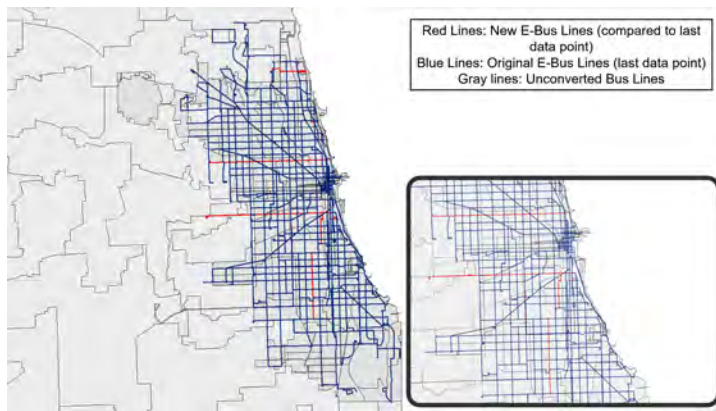 Red Lines: New E-Bus Lines (compared to last
data point)
Blue Lines: Original E-Bus Lines (last data point)
Gray lines: Unconverted Bus Lines